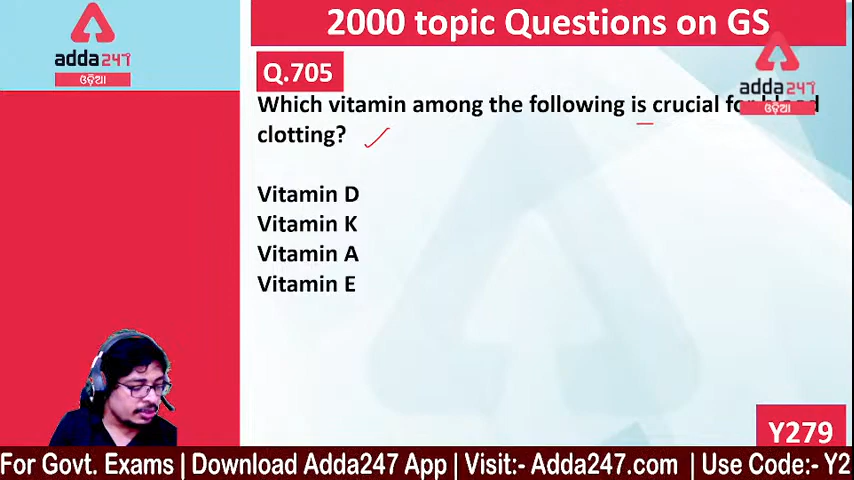 2000 topic Questions on GS
adda247
ଓଡ଼ିଆ
adda247
ଓଡ଼ିଆ
Q.705
Which vitamin among the following is crucial for blood
clotting?
Vitamin D
Vitamin K
Vitamin A
Vitamin E
Y279
For Govt. Exams | Download Adda247 App | Visit:- Adda247.com | Use Code:- Y2